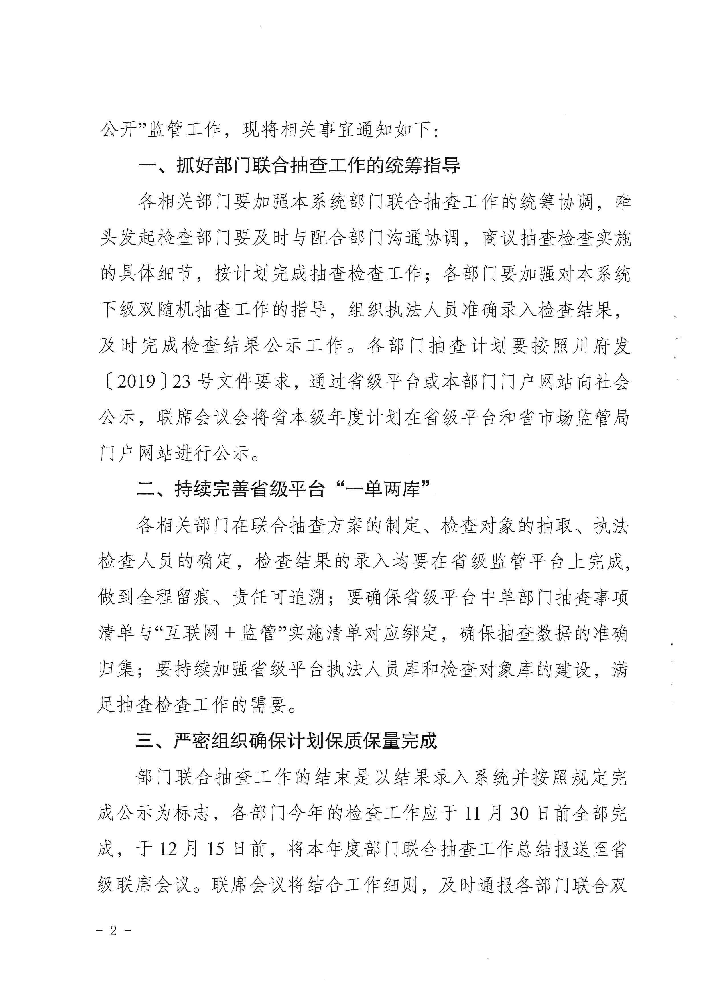 公开”监管工作，现将相关事宜通知如下：
一、抓好部门联合抽查工作的统筹指导
各相关部门要加强本系统部门联合抽查工作的统筹协调，牵
头发起检查部门要及时与配合部门沟通协调，商议抽查检查实施
的具体细节，按计划完成抽查检查工作；各部门要加强对本系统
下级双随机抽查工作的指导，组织执法人员准确录入检查结果，
及时完成检查结果公示工作。各部门抽查计划要按照川府发
〔2019〕23 号文件要求，通过省级平台或本部门门户网站向社会
公示，联席会议会将省本级年度计划在省级平台和省市场监管局
门户网站进行公示。
二、持续完善省级平台“一单两库”
各相关部门在联合抽查方案的制定、检查对象的抽取、执法
检查人员的确定，检查结果的录入均要在省级监管平台上完成，
做到全程留痕、责任可追溯；要确保省级平台中单部门抽查事项
清单与“互联网＋监管”实施清单对应绑定，确保抽查数据的准确
归集；要持续加强省级平台执法人员库和检查对象库的建设，满
足抽查检查工作的需要。
三、严密组织确保计划保质保量完成
部门联合抽查工作的结束是以结果录入系统并按照规定完
成公示为标志，各部门今年的检查工作应于 11 月 30 日前全部完
成，于 12 月 15 日前，将本年度部门联合抽查工作总结报送至省
级联席会议。联席会议将结合工作细则，及时通报各部门联合双
- 2 -